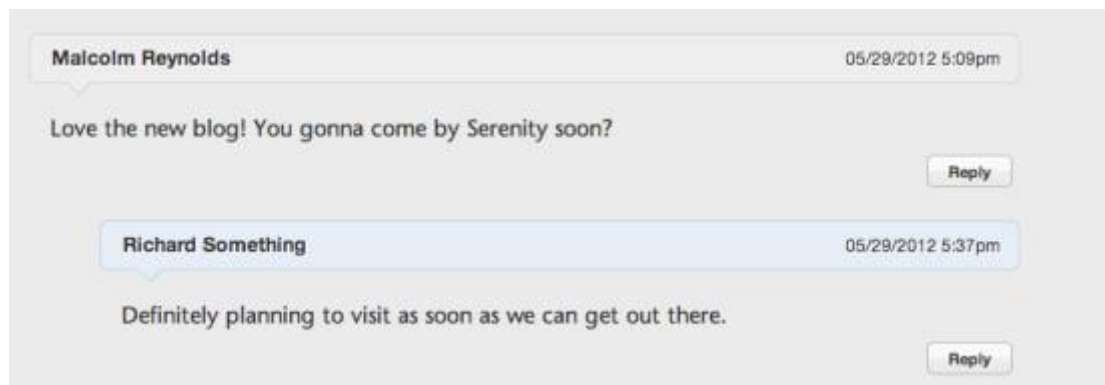 Malcolm Reynolds 05/29/2012 5:09pm
Love the new blog! You gonna come by Serenity soon?
Reply
Richard Something 05/29/2012 5:37pm
Definitely planning to visit as soon as we can get out there.
Reply